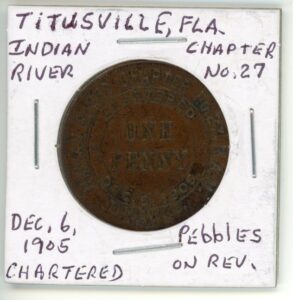 TITUSVILLE, FLA.
INDIAN CHAPTER
RIVER NO. 27
ONE
PENNY
DEC. 6, PEbblES
1905 ON REV.
CHARTERED